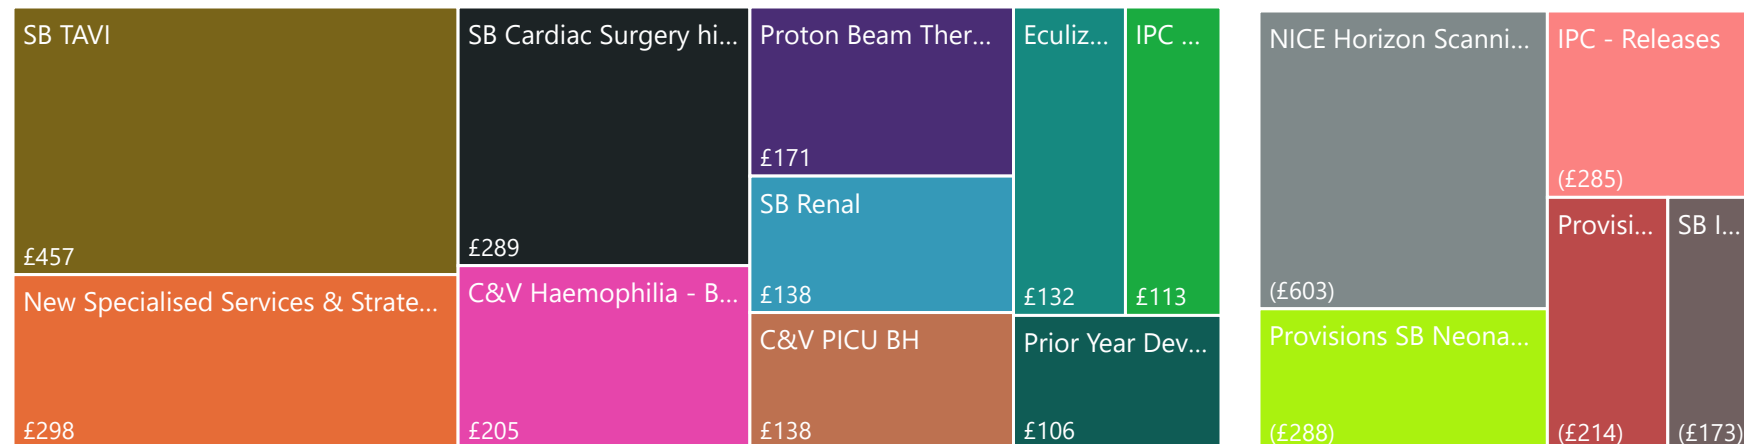 SB TAVI
£457
New Specialised Services & Strate...
£298
SB Cardiac Surgery hi...
£289
C&V Haemophilia - B...
£205
Proton Beam Ther...
£171
SB Renal
£138
C&V PICU BH
£138
Eculiz...
£132
IPC ...
£113
Prior Year Dev...
£106
NICE Horizon Scanni...
(£603)
Provisions SB Neona...
(£288)
IPC - Releases
(£285)
Provisi...
(£214)
SB I...
(£173)